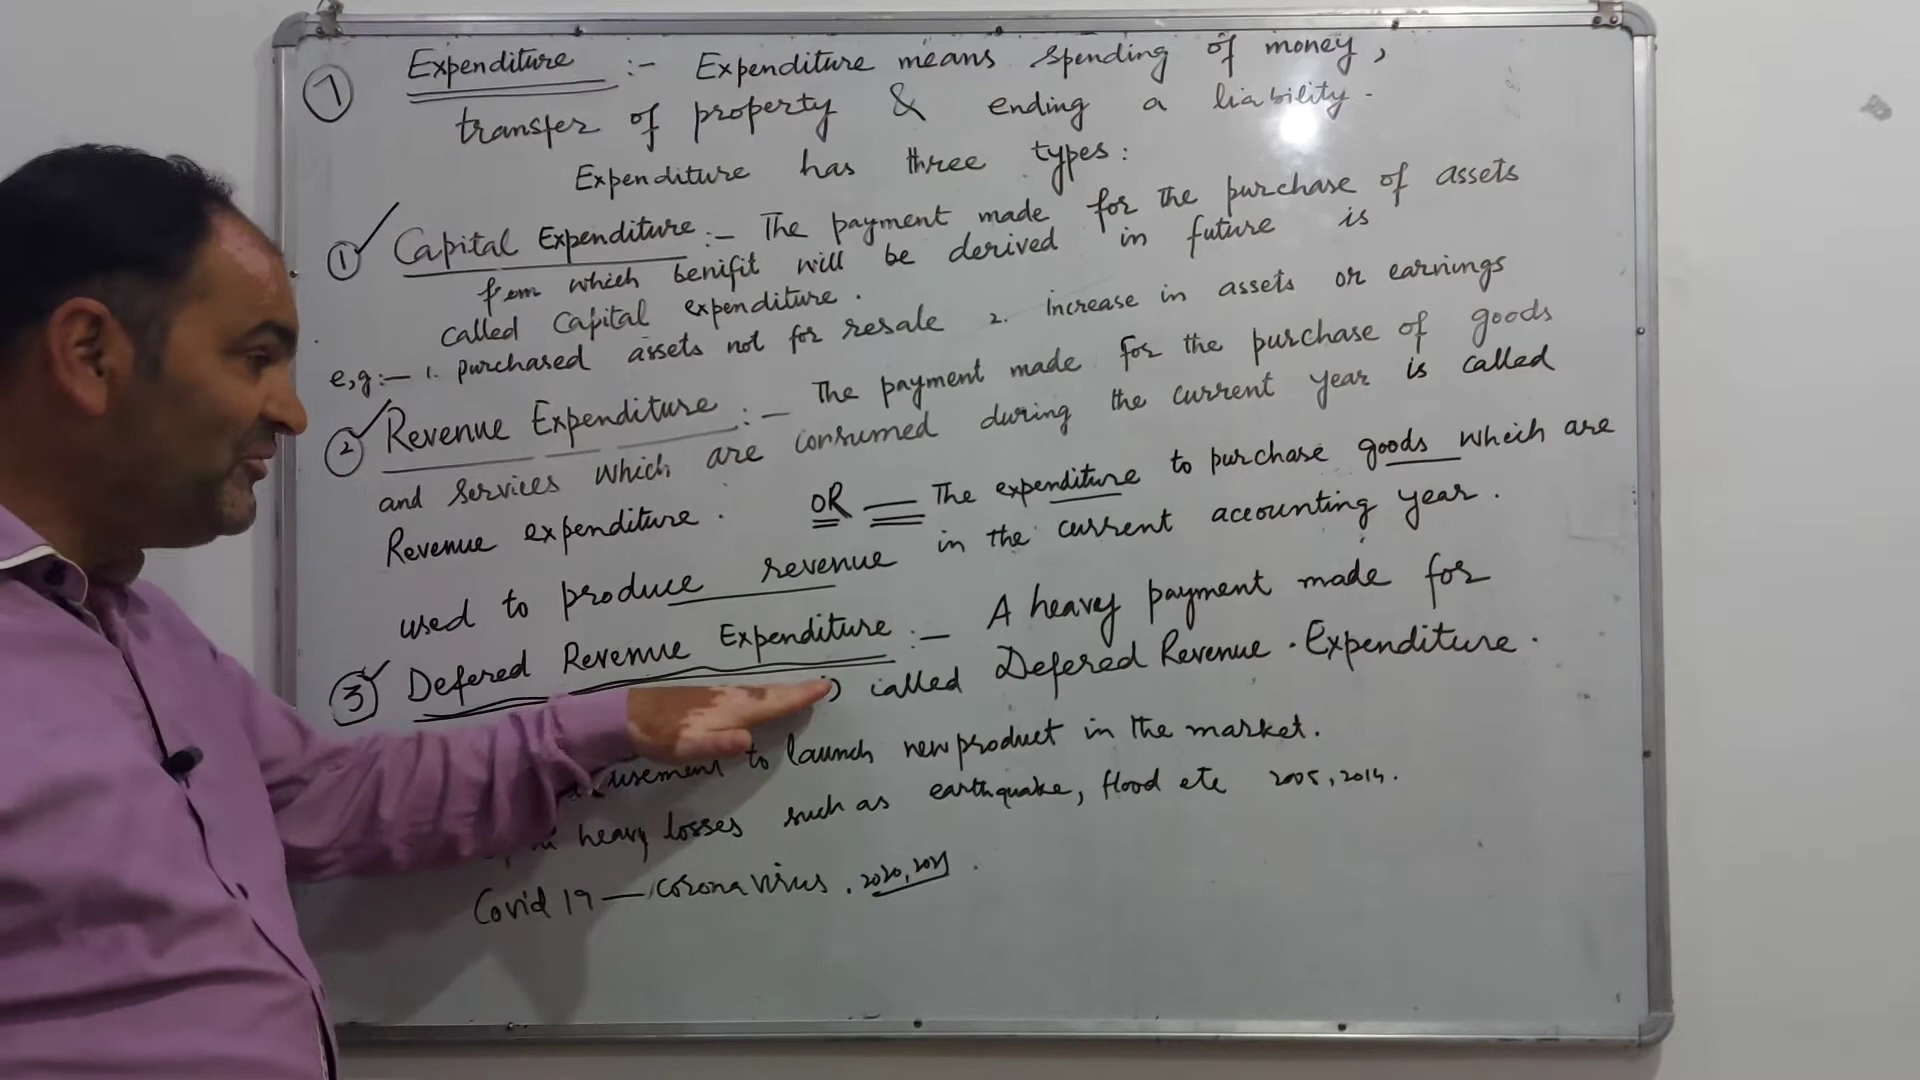 7 Expenditure :- Expenditure means spending of money,
transfer of property & ending a liability.
Expenditure has three types:
1 Capital Expenditure :- The payment made for the purchase of assets
from which benifit will be derived in future is
called Capital expenditure.
e,g:- 1. purchased assets not for resale 2. increase in assets or earnings
2 Revenue Expenditure :- The payment made for the purchase of goods
and services which are consumed during the current year is called
Revenue expenditure. OR The expenditure to purchase goods which are
used to produce revenue in the current accounting year.
3 Defered Revenue Expenditure :- A heavy payment made for
called Defered Revenue Expenditure.
to launch new product in the market.
heavy losses such as earthquake, flood etc 2005, 2014.
Covid 19 — Corona virus, 2020, 2021.